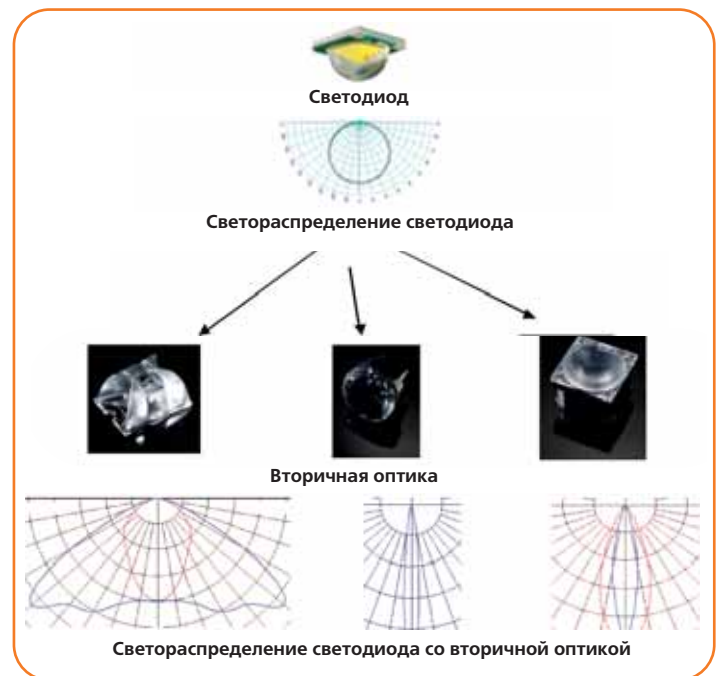 Светодиод
Светораспределение светодиода
Вторичная оптика
Светораспределение светодиода со вторичной оптикой